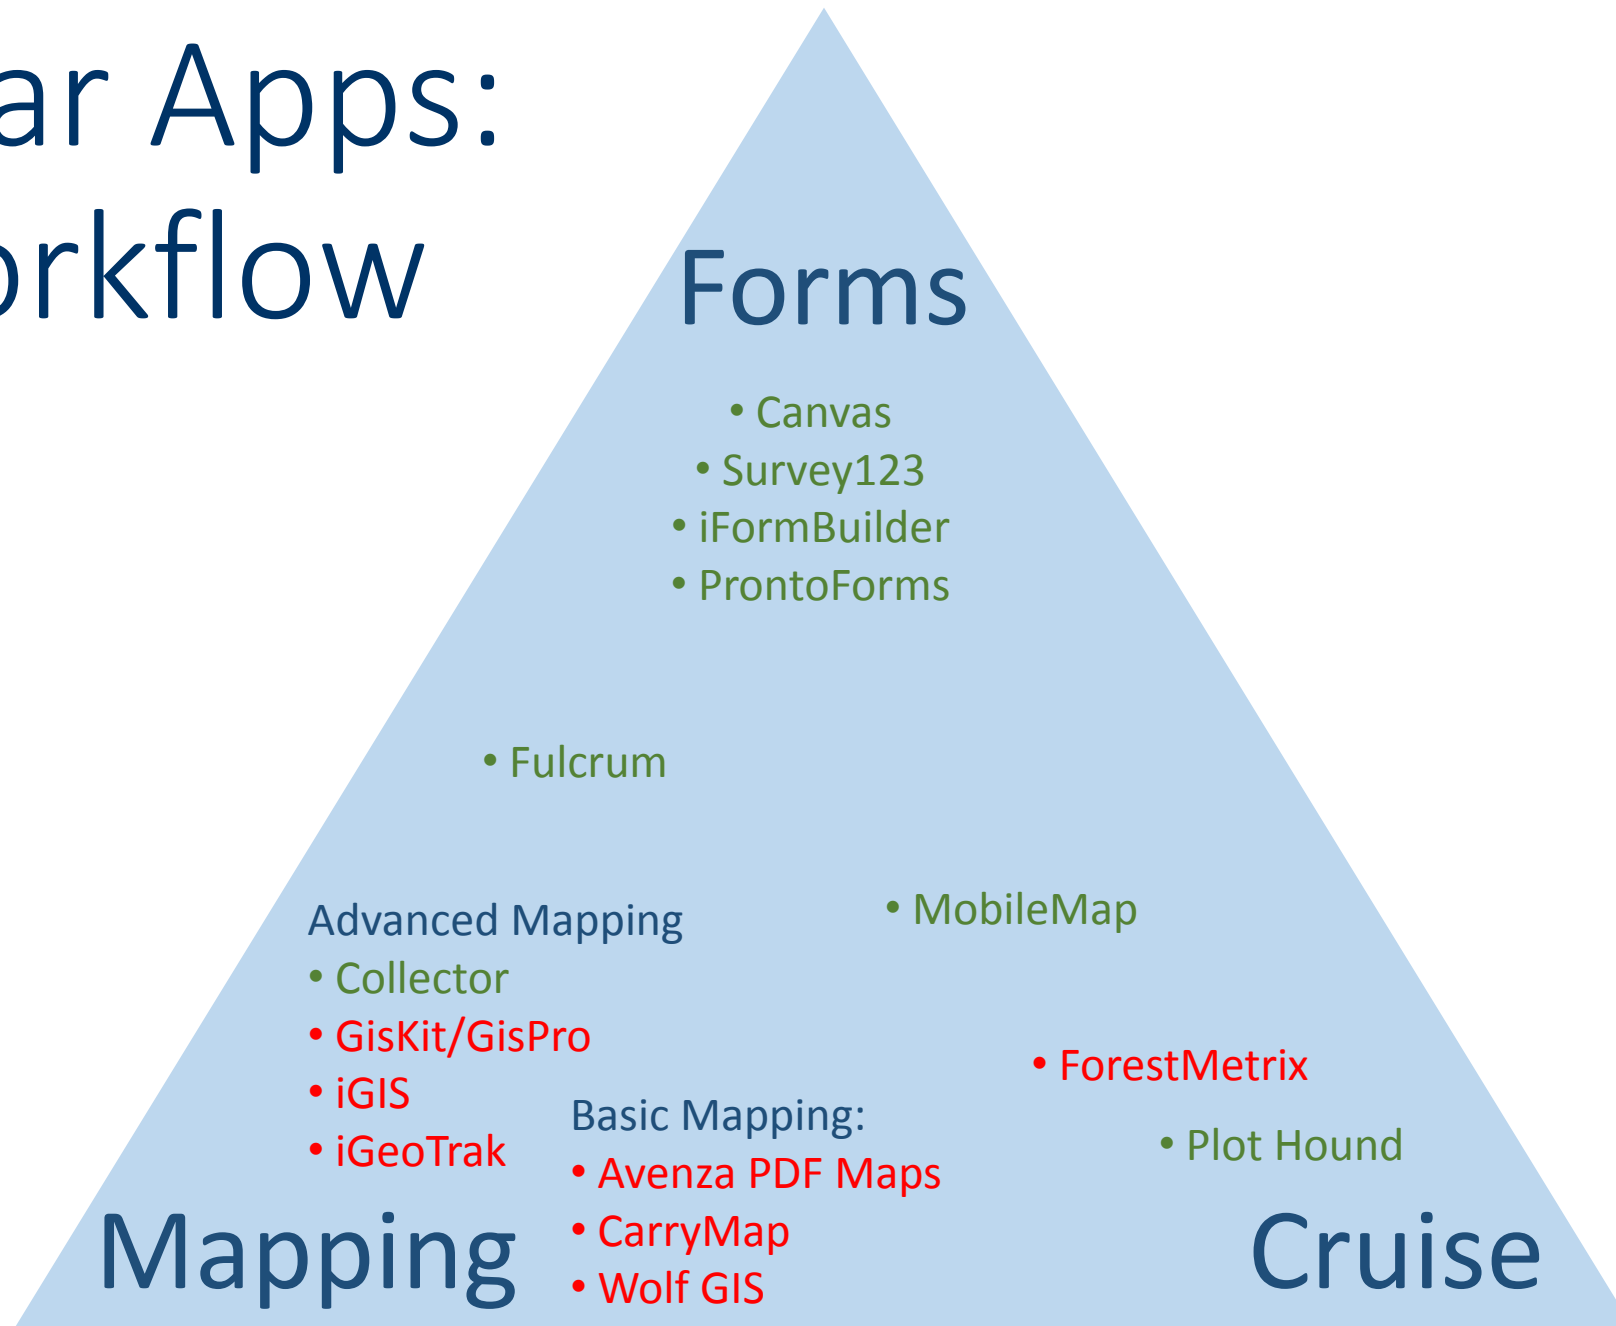 ar Apps:
orkflow
Forms
• Canvas
• Survey123
• iFormBuilder
• ProntoForms
• Fulcrum
• MobileMap
Advanced Mapping
• Collector
• GisKit/GisPro
• iGIS
• iGeoTrak
Basic Mapping:
• Avenza PDF Maps
• CarryMap
• Wolf GIS
• ForestMetrix
• Plot Hound
Mapping
Cruise